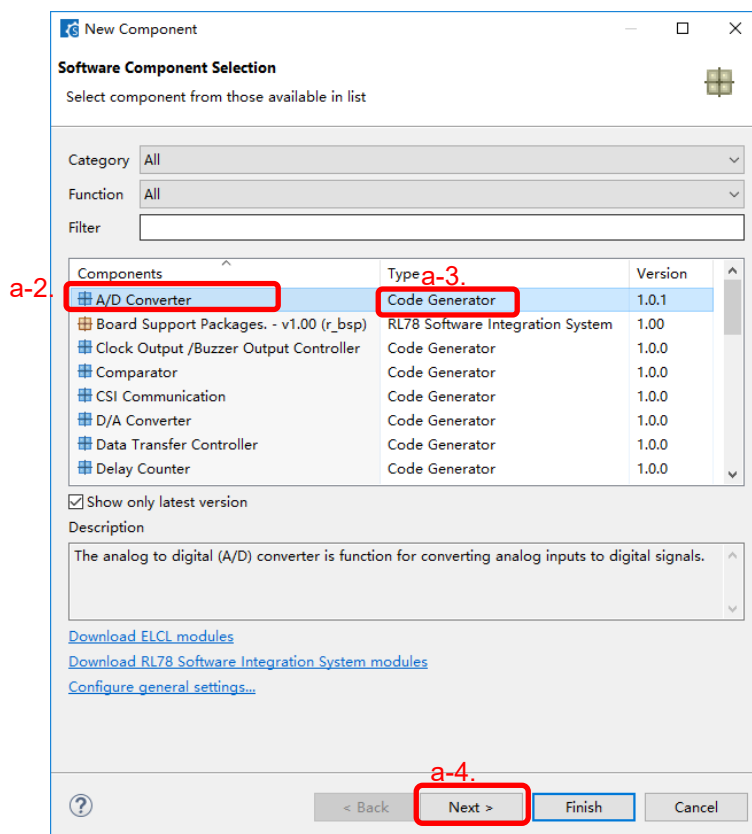 New Component
Software Component Selection
Select component from those available in list
Category All
Function All
Filter
Components Type Version
a-2. a-3.
A/D Converter Code Generator 1.0.1
Board Support Packages. - v1.00 (r_bsp) RL78 Software Integration System 1.00
Clock Output /Buzzer Output Controller Code Generator 1.0.0
Comparator Code Generator 1.0.0
CSI Communication Code Generator 1.0.0
D/A Converter Code Generator 1.0.0
Data Transfer Controller Code Generator 1.0.0
Delay Counter Code Generator 1.0.0
Show only latest version
Description
The analog to digital (A/D) converter is function for converting analog inputs to digital signals.
Download ELCL modules
Download RL78 Software Integration System modules
Configure general settings...
a-4.
? < Back Next > Finish Cancel